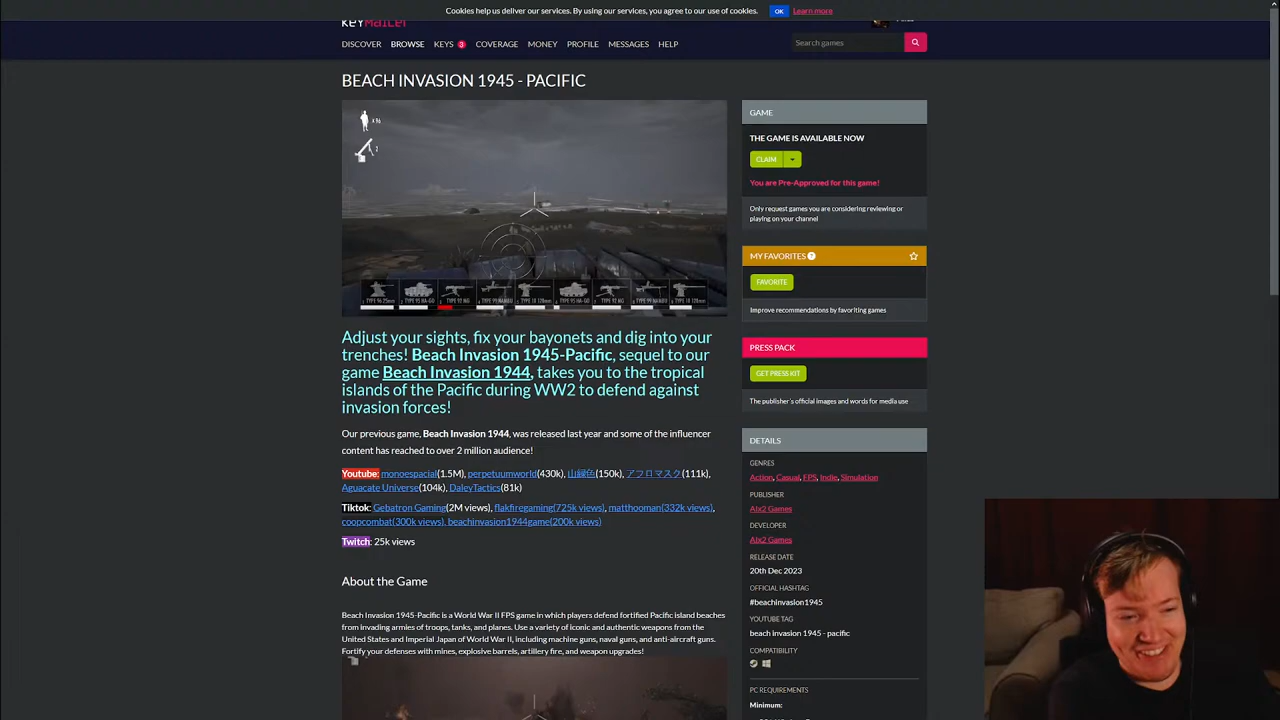 Cookies help us deliver our services. By using our services, you agree to our use of cookies. OK Learn more
KEYMAILER
DISCOVER BROWSE KEYS 3 COVERAGE MONEY PROFILE MESSAGES HELP
Search games
BEACH INVASION 1945 - PACIFIC
GAME
THE GAME IS AVAILABLE NOW
CLAIM
You are Pre-Approved for this game!
Only request games you are considering reviewing or
playing on your channel
MY FAVORITES ?
FAVORITE
Improve recommendations by favoriting games
PRESS PACK
GET PRESS KIT
The publisher's official images and words for media use
Adjust your sights, fix your bayonets and dig into your
trenches! Beach Invasion 1945-Pacific, sequel to our
game Beach Invasion 1944, takes you to the tropical
islands of the Pacific during WW2 to defend against
invasion forces!
Our previous game, Beach Invasion 1944, was released last year and some of the influencer
content has reached to over 2 million audience!
Youtube: monoespacial(1.5M), perpetuumworld(430k), 山緑色(150k), アフロマスク(111k),
Aguacate Universe(104k), DaleyTactics(81k)
Tiktok: Gebatron Gaming(2M views), flakfiregaming(725k views), matthooman(332k views),
coopcombat(300k views), beachinvasion1944game(200k views)
Twitch: 25k views
About the Game
Beach Invasion 1945-Pacific is a World War II FPS game in which players defend fortified Pacific island beaches
from invading armies of troops, tanks, and planes. Use a variety of iconic and authentic weapons from the
United States and Imperial Japan of World War II, including machine guns, naval guns, and anti-aircraft guns.
Fortify your defenses with mines, explosive barrels, artillery fire, and weapon upgrades!
DETAILS
GENRES
Action, Casual, FPS, Indie, Simulation
PUBLISHER
Abx2 Games
DEVELOPER
Abx2 Games
RELEASE DATE
20th Dec 2023
OFFICIAL HASHTAG
#beachinvasion1945
YOUTUBE TAG
beach invasion 1945 - pacific
COMPATIBILITY
PC REQUIREMENTS
Minimum: